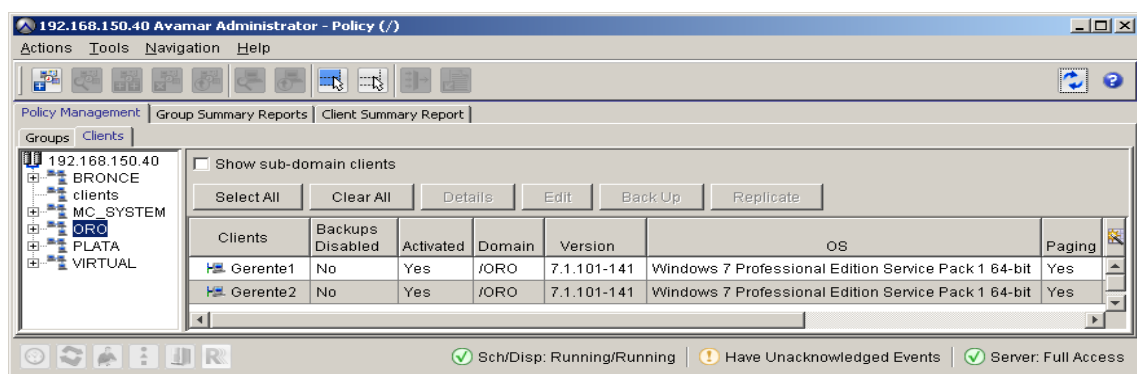 192.168.150.40 Avamar Administrator - Policy (/)
Actions Tools Navigation Help
Policy Management Group Summary Reports Client Summary Report
Groups Clients
192.168.150.40
BRONCE
clients
MC_SYSTEM
ORO
PLATA
VIRTUAL
Show sub-domain clients
Select All Clear All Details Edit Back Up Replicate
Clients Backups Disabled Activated Domain Version OS Paging
Gerente1 No Yes /ORO 7.1.101-141 Windows 7 Professional Edition Service Pack 1 64-bit Yes
Gerente2 No Yes /ORO 7.1.101-141 Windows 7 Professional Edition Service Pack 1 64-bit Yes
Sch/Disp: Running/Running Have Unacknowledged Events Server: Full Access